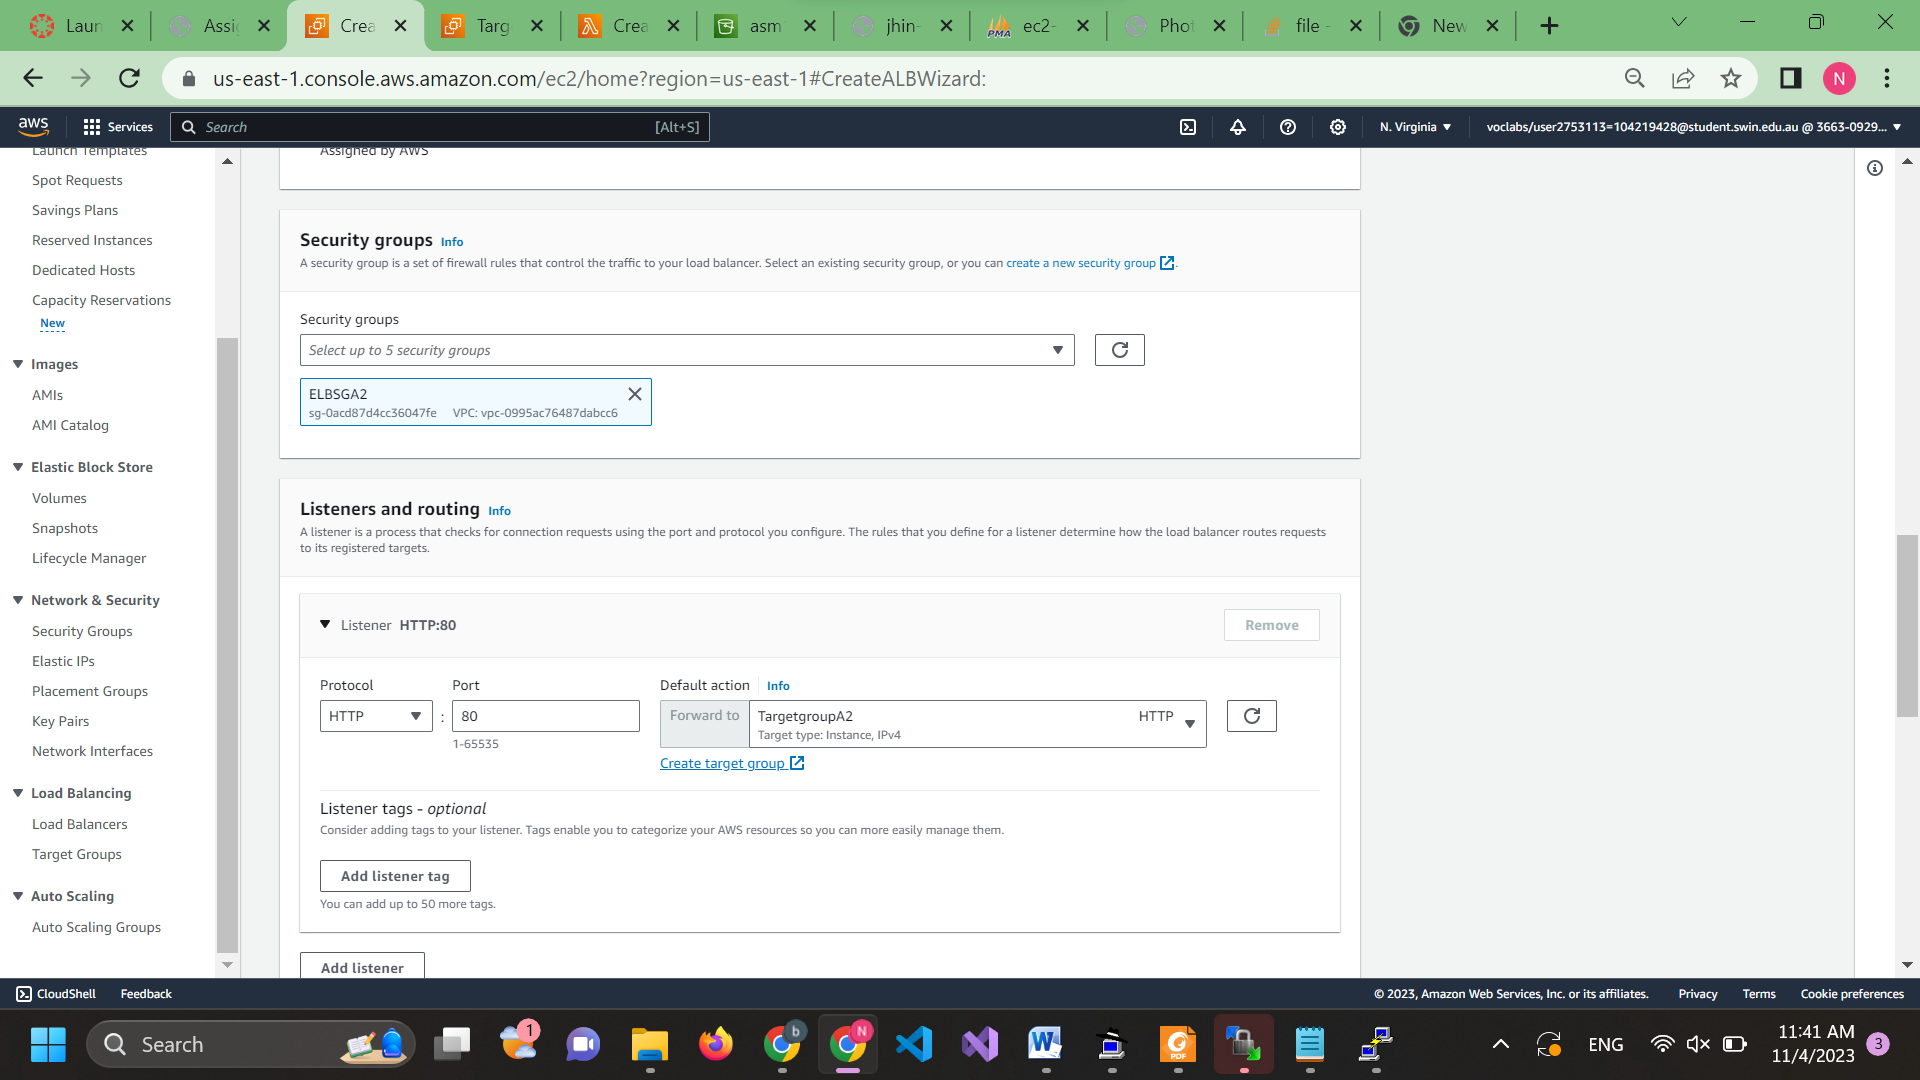 Laun
Assi
Crea
Targ
Crea
asm
jhin-
PMA
ec2-
Phot
file -
New
us-east-1.console.aws.amazon.com/ec2/home?region=us-east-1#CreateALBWizard:
N
aws
Services
Search
[Alt+S]
N. Virginia
voclabs/user2753113=104219428@student.swin.edu.au @ 3663-0929...
Launch Templates
Spot Requests
Savings Plans
Reserved Instances
Dedicated Hosts
Capacity Reservations
New
Images
AMIs
AMI Catalog
Elastic Block Store
Volumes
Snapshots
Lifecycle Manager
Network & Security
Security Groups
Elastic IPs
Placement Groups
Key Pairs
Network Interfaces
Load Balancing
Load Balancers
Target Groups
Auto Scaling
Auto Scaling Groups
Assigned by AWS
Security groups Info
A security group is a set of firewall rules that control the traffic to your load balancer. Select an existing security group, or you can create a new security group.
Security groups
Select up to 5 security groups
ELBSGA2
sg-0acd87d4cc36047fe VPC: vpc-0995ac76487dabcc6
Listeners and routing Info
A listener is a process that checks for connection requests using the port and protocol you configure. The rules that you define for a listener determine how the load balancer routes requests
to its registered targets.
Listener HTTP:80
Remove
Protocol
Port
Default action Info
HTTP
:
80
1-65535
Forward to
TargetgroupA2
HTTP
Target type: Instance, IPv4
Create target group
Listener tags - optional
Consider adding tags to your listener. Tags enable you to categorize your AWS resources so you can more easily manage them.
Add listener tag
You can add up to 50 more tags.
Add listener
CloudShell
Feedback
© 2023, Amazon Web Services, Inc. or its affiliates.
Privacy
Terms
Cookie preferences
Search
1
b
N
W
PDF
ENG
11:41 AM
11/4/2023
3